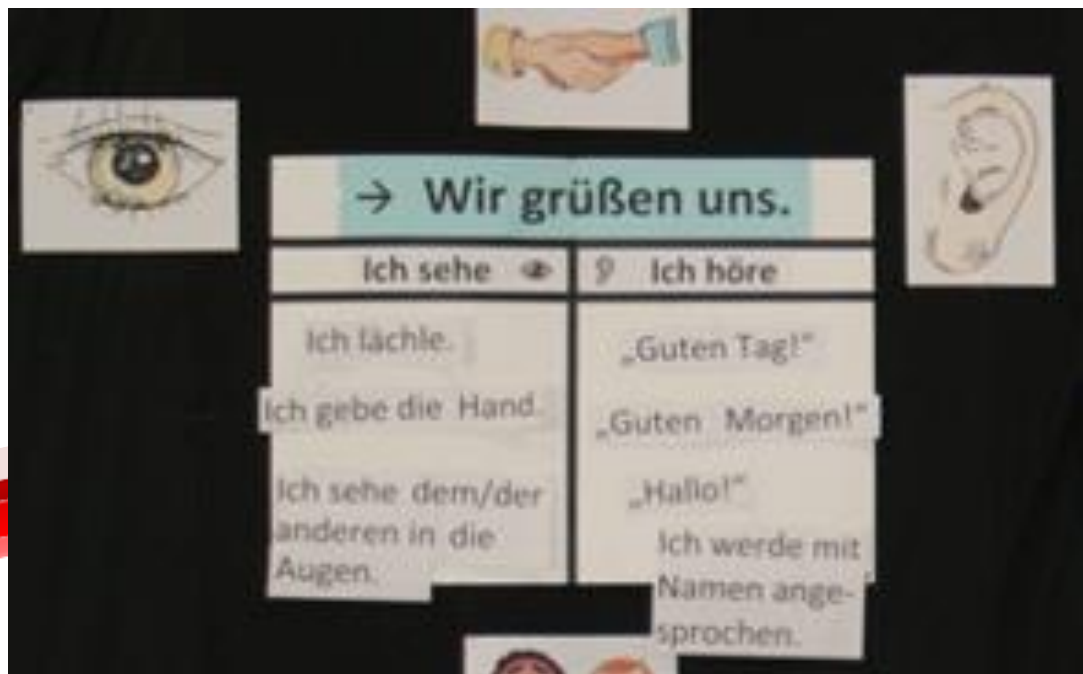 → Wir grüßen uns.
Ich sehe
Ich höre
Ich lächle.
Ich gebe die Hand.
Ich sehe dem/der
anderen in die
Augen.
„Guten Tag!“
„Guten Morgen!“
„Hallo!“
Ich werde mit
Namen ange-
sprochen.